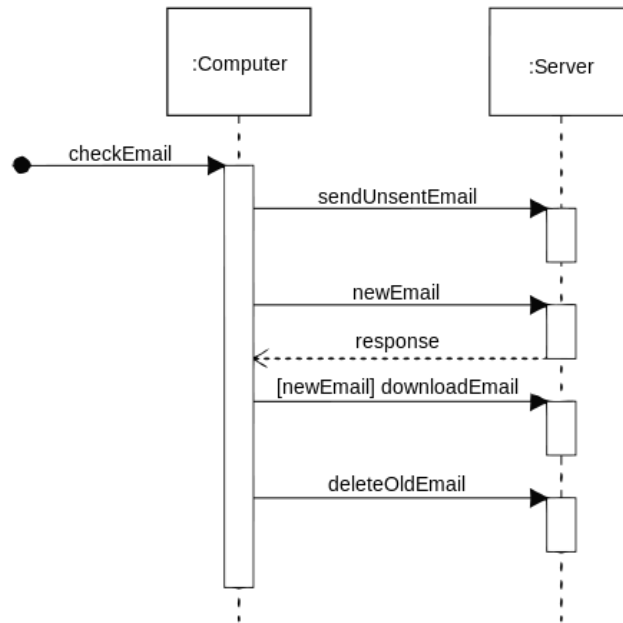 :Computer
:Server
checkEmail
sendUnsentEmail
newEmail
response
[newEmail] downloadEmail
deleteOldEmail